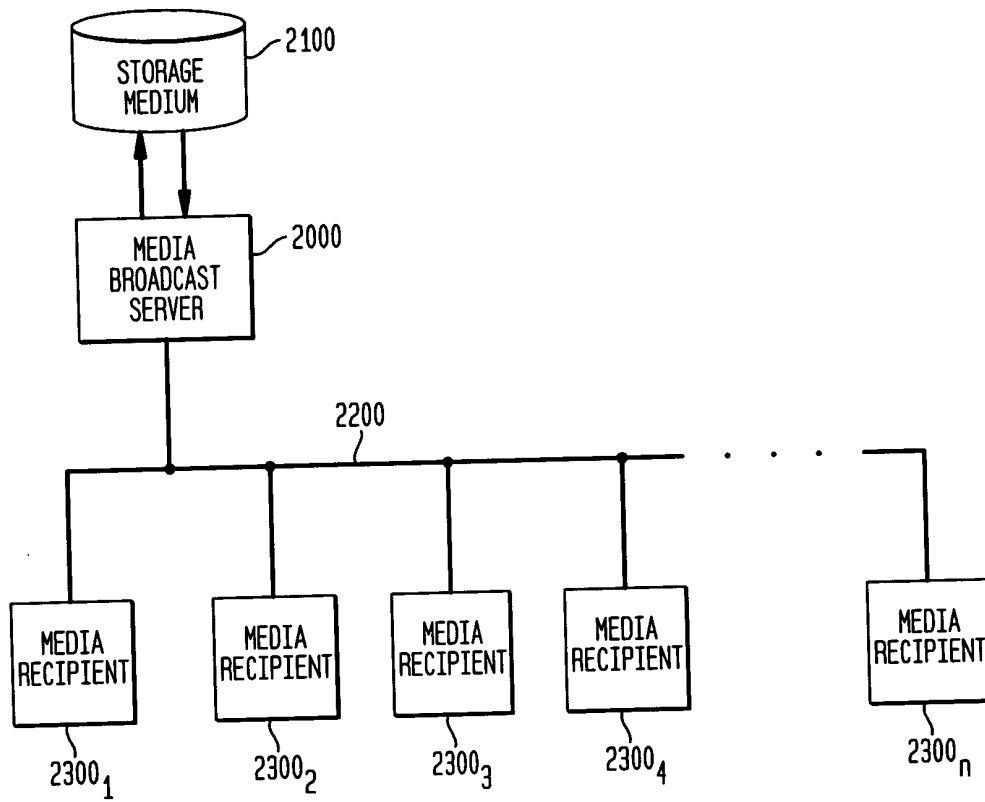 2100
STORAGE
MEDIUM
2000
MEDIA
BROADCAST
SERVER
2200
MEDIA
RECIPIENT
MEDIA
RECIPIENT
MEDIA
RECIPIENT
MEDIA
RECIPIENT
MEDIA
RECIPIENT
2300₁
2300₂
2300₃
2300₄
2300ₙ